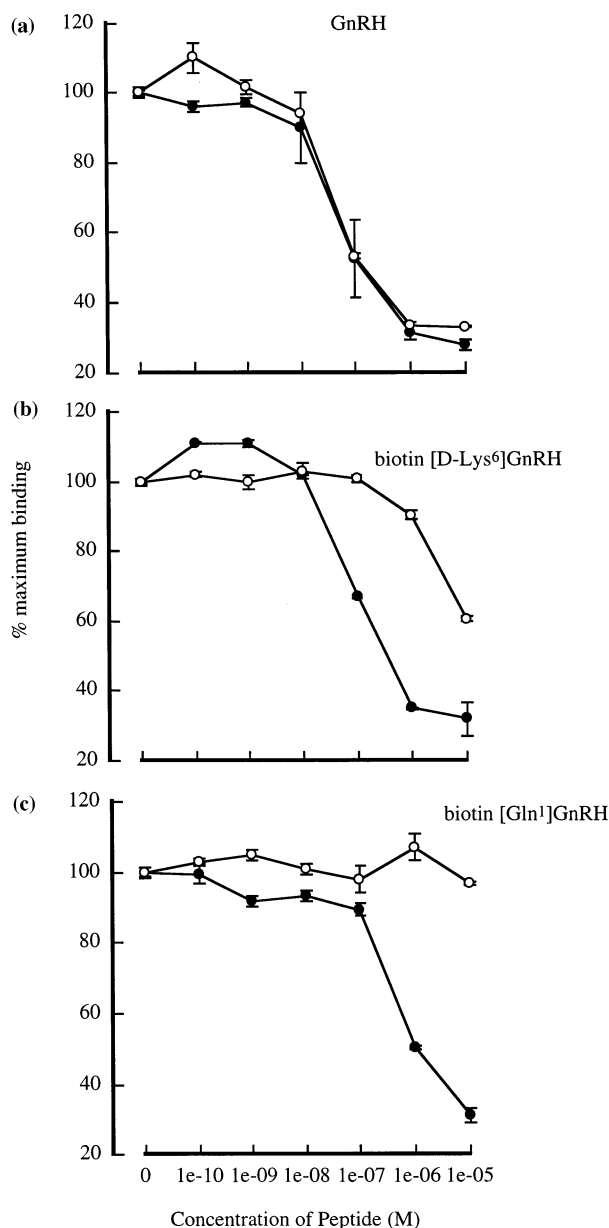 (a)
GnRH
120
100
80
60
40
20
(b)
120
biotin [D-Lys⁶]GnRH
100
80
60
40
20
% maximum binding
(c)
120
biotin [Gln¹]GnRH
100
80
60
40
20
0 1e-10 1e-09 1e-08 1e-07 1e-06 1e-05
Concentration of Peptide (M)